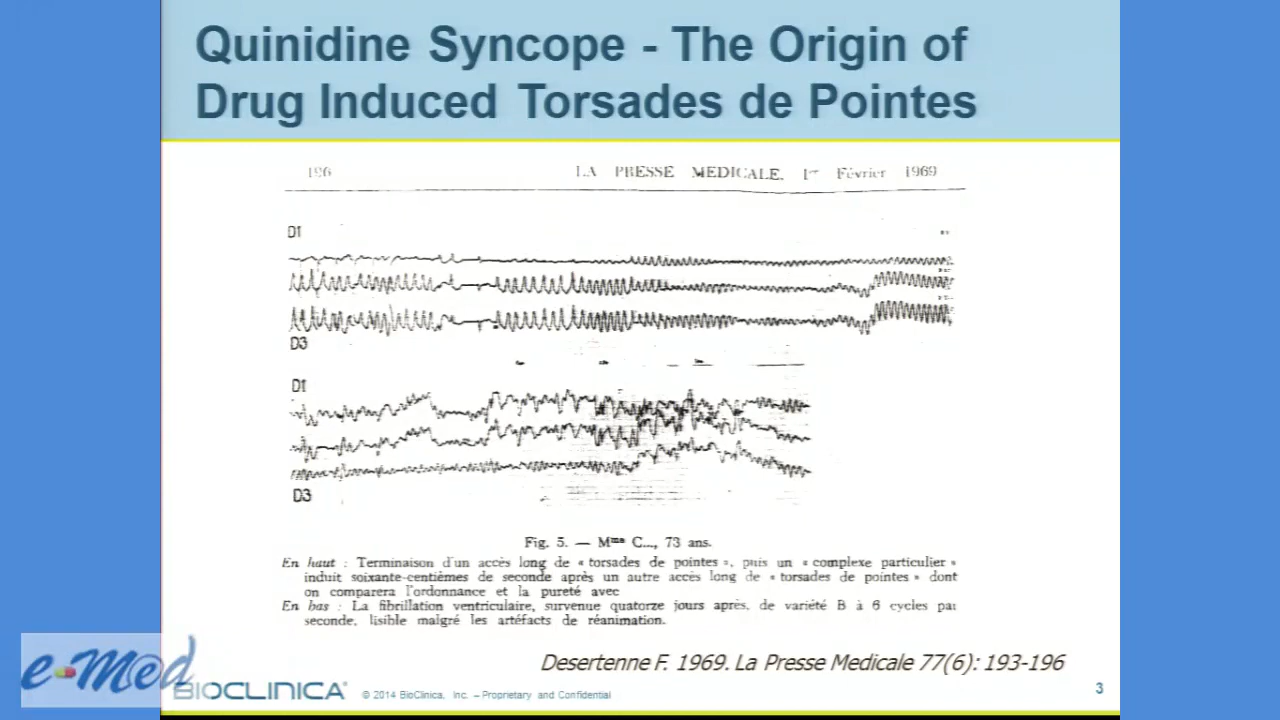 Quinidine Syncope - The Origin of
Drug Induced Torsades de Pointes
196 LA PRESSE MEDICALE, 1er Février 1969
D1
D3
D1
D3
Fig. 5. — Mme C..., 73 ans.
En haut : Terminaison d'un accès long de « torsades de pointes », puis un « complexe particulier »
induit soixante-centièmes de seconde après un autre accès long de « torsades de pointes » dont
on comparera l'ordonnance et la pureté avec
En bas : La fibrillation ventriculaire, survenue quatorze jours après, de variété B à 6 cycles par
seconde, lisible malgré les artéfacts de réanimation.
Desertenne F. 1969. La Presse Medicale 77(6): 193-196
e-Med
BIOCLINICA® © 2014 BioClinica, Inc. – Proprietary and Confidential 3